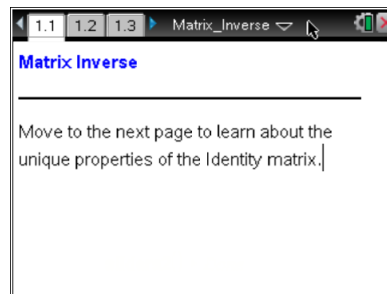 1.1 1.2 1.3 Matrix_Inverse
Matrix Inverse
Move to the next page to learn about the
unique properties of the Identity matrix.